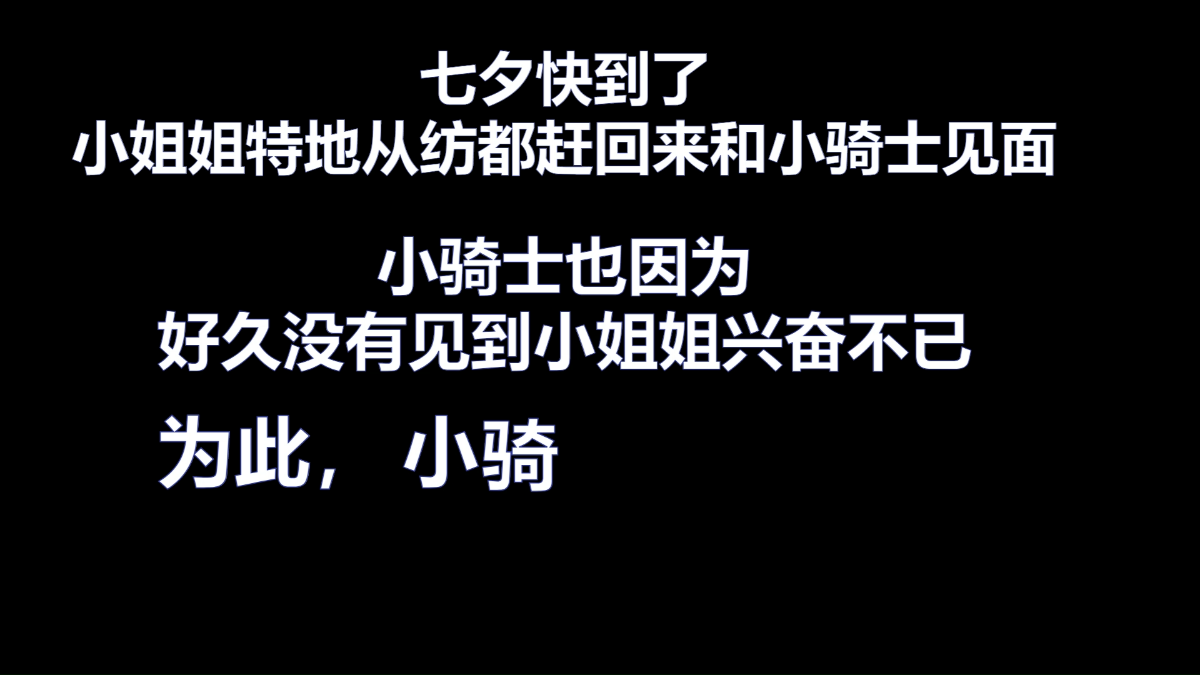 七夕快到了
小姐姐特地从纺都赶回来和小骑士见面
小骑士也因为
好久没有见到小姐姐兴奋不已
为此，小骑